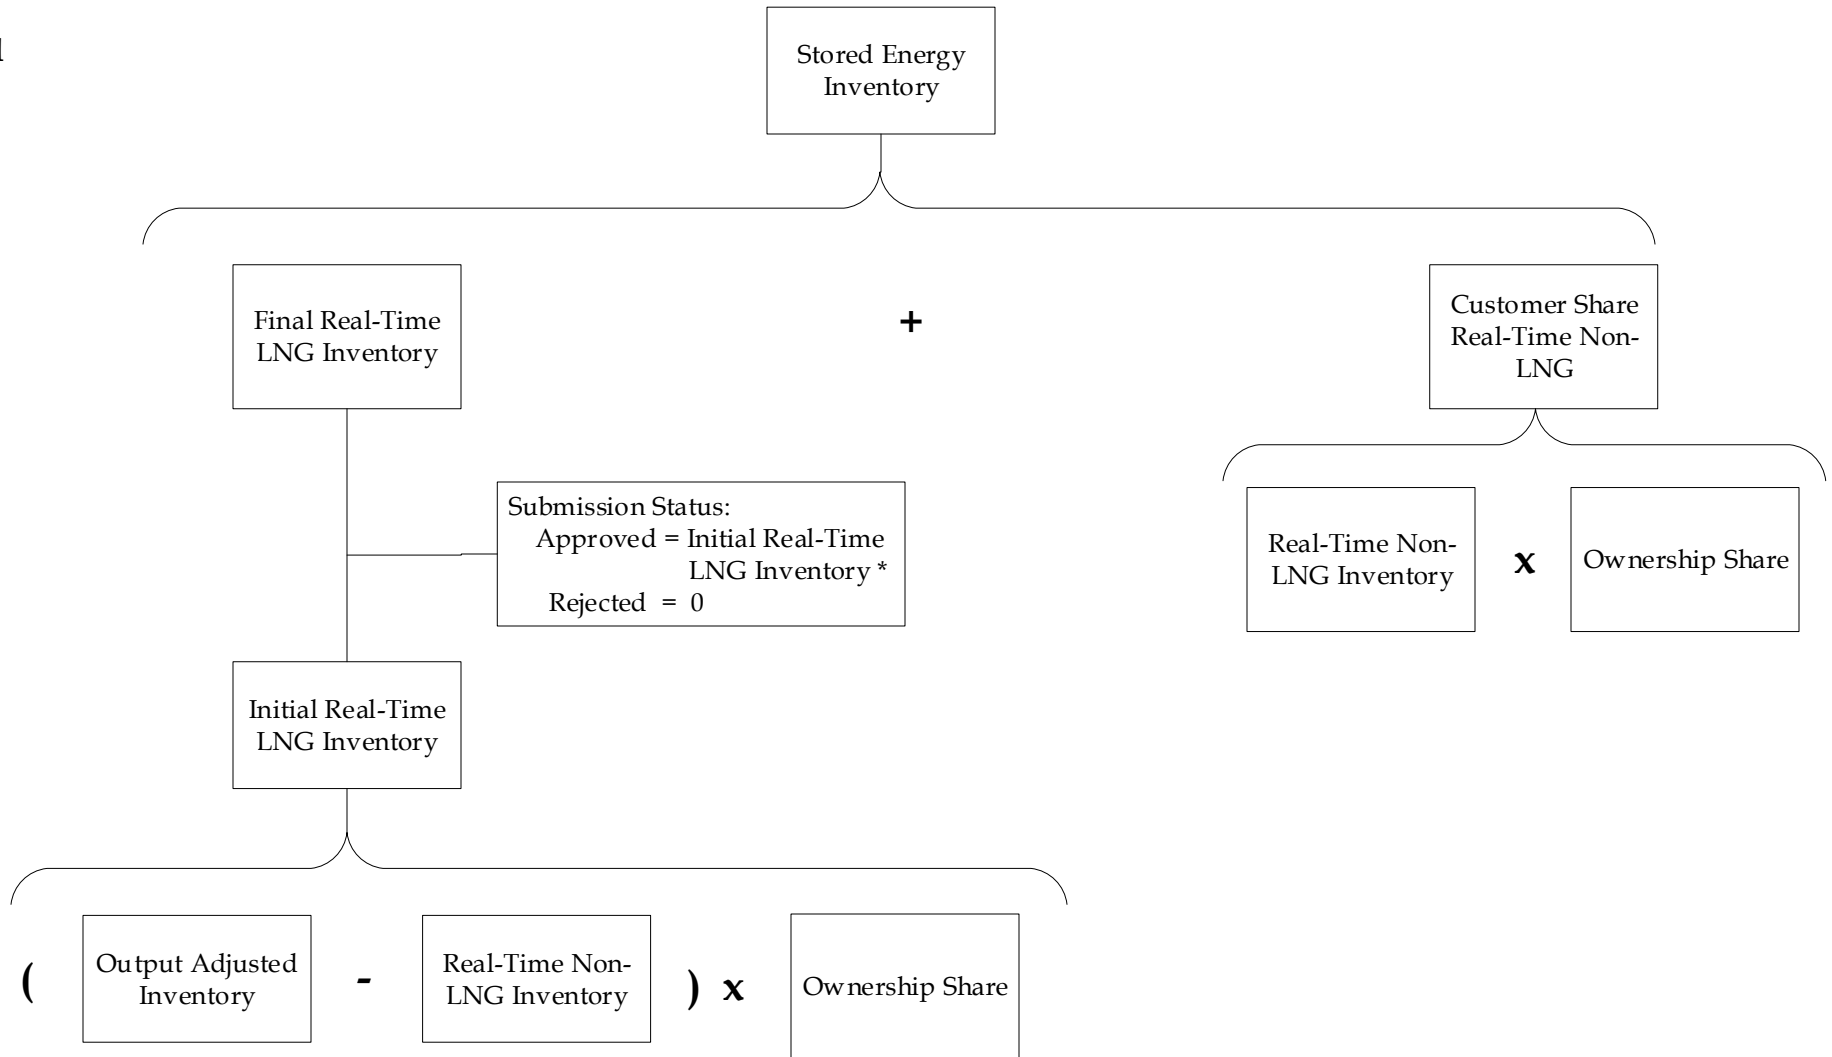 Stored Energy
Inventory
Final Real-Time
LNG Inventory
+
Customer Share
Real-Time Non-
LNG
Submission Status:
Approved = Initial Real-Time
LNG Inventory *
Rejected = 0
Real-Time Non-
LNG Inventory
x
Ownership Share
Initial Real-Time
LNG Inventory
(
Output Adjusted
Inventory
-
Real-Time Non-
LNG Inventory
) x
Ownership Share